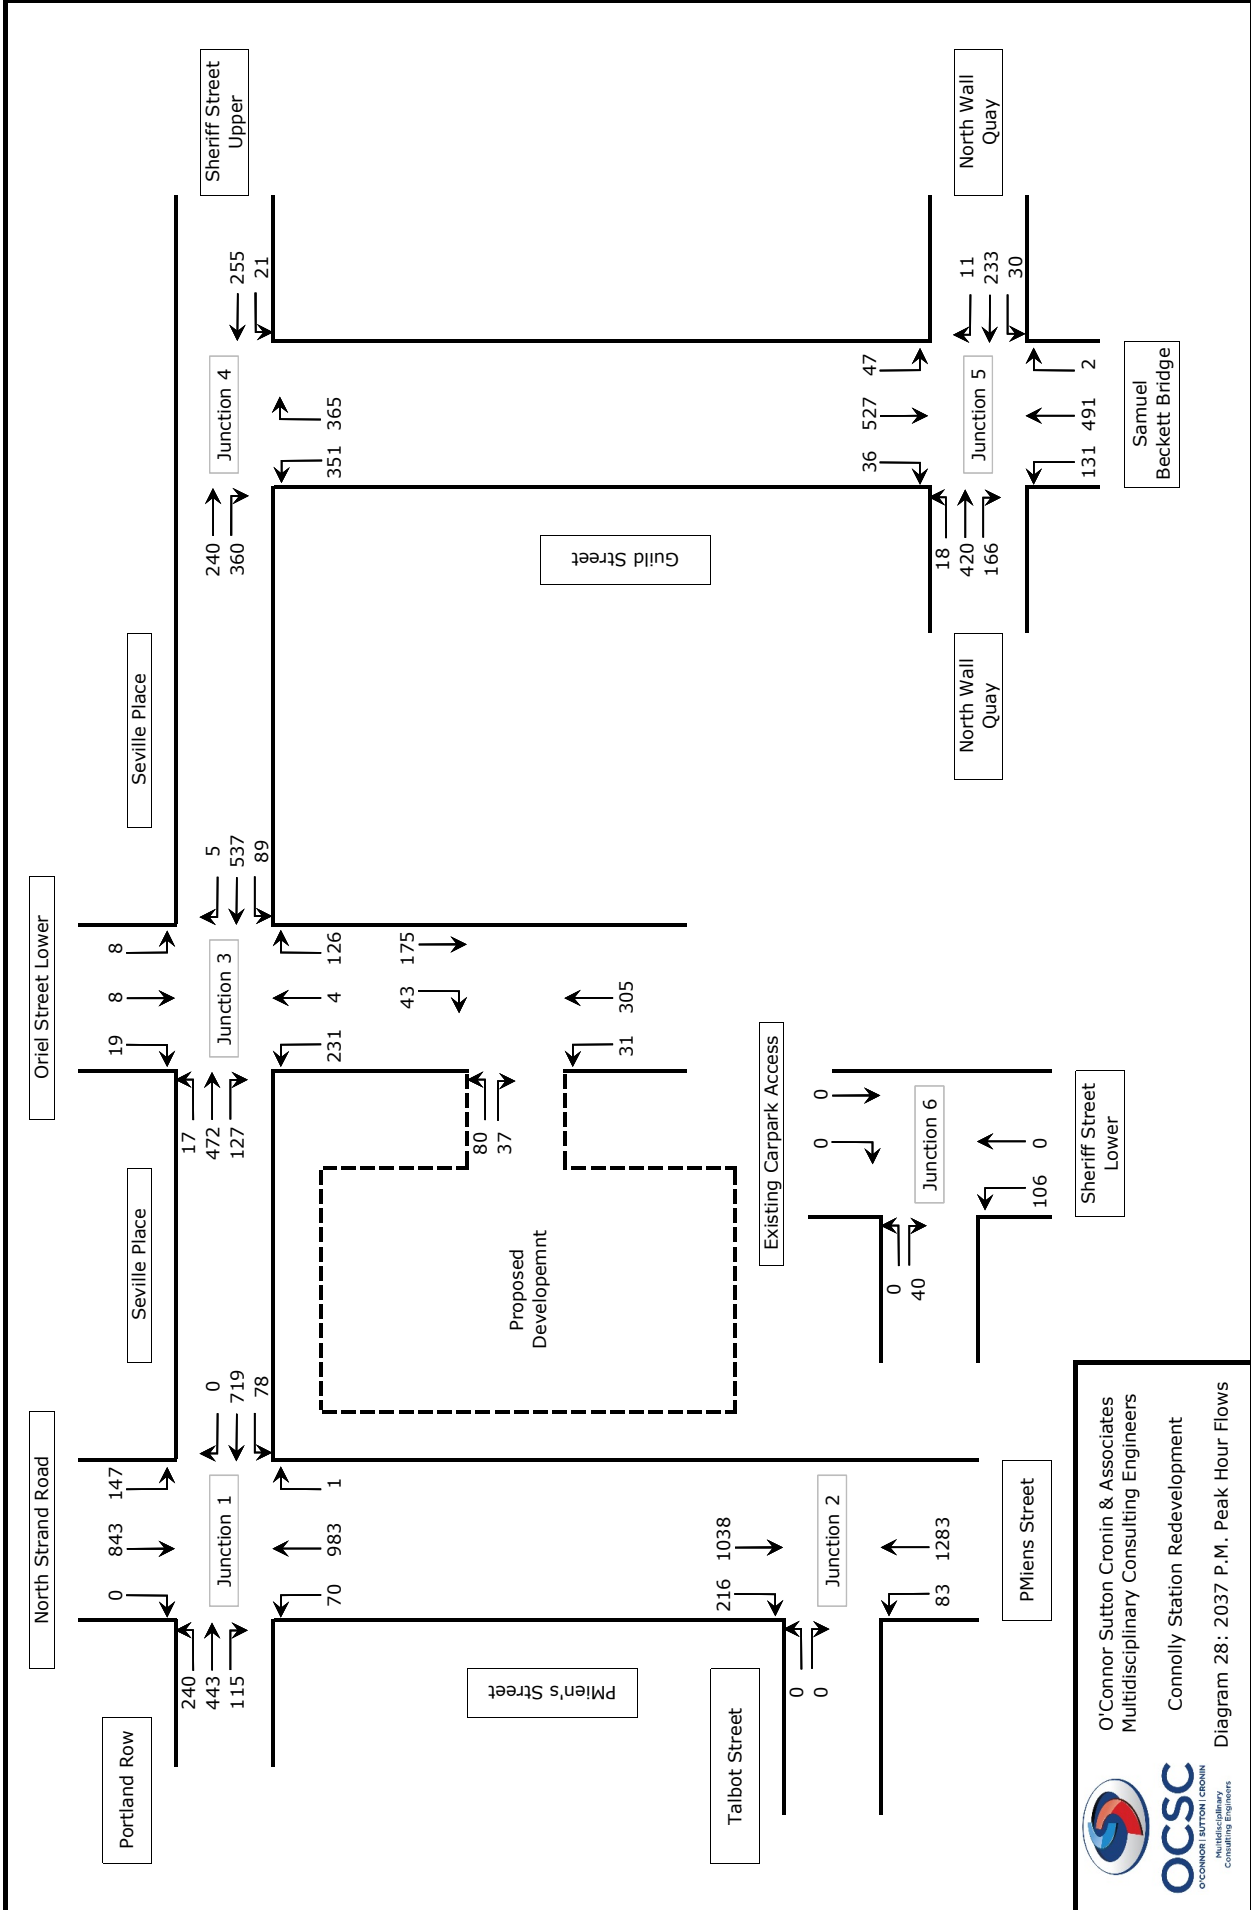 North Strand Road
Oriel Street Lower
Portland Row
Seville Place
Seville Place
0
843
147
19
8
8
240
443
115
Junction 1
0
719
78
17
472
127
Junction 3
5
537
89
240
360
Junction 4
255
21
Sheriff Street
Upper
70
983
1
231
4
126
351
365
43
175
PMien's Street
Proposed
Developemnt
80
37
31
305
Guild Street
Talbot Street
216
1038
0
0
Junction 2
83
1283
PMiens Street
Existing Carpark Access
0
0
0
40
Junction 6
106
0
Sheriff Street
Lower
36
527
47
North Wall
Quay
18
420
166
Junction 5
11
233
30
North Wall
Quay
131
491
2
Samuel
Beckett Bridge
OCSC
O'CONNOR | SUTTON | CRONIN
Multidisciplinary
Consulting Engineers
O'Connor Sutton Cronin & Associates
Multidisciplinary Consulting Engineers
Connolly Station Redevelopment
Diagram 28: 2037 P.M. Peak Hour Flows